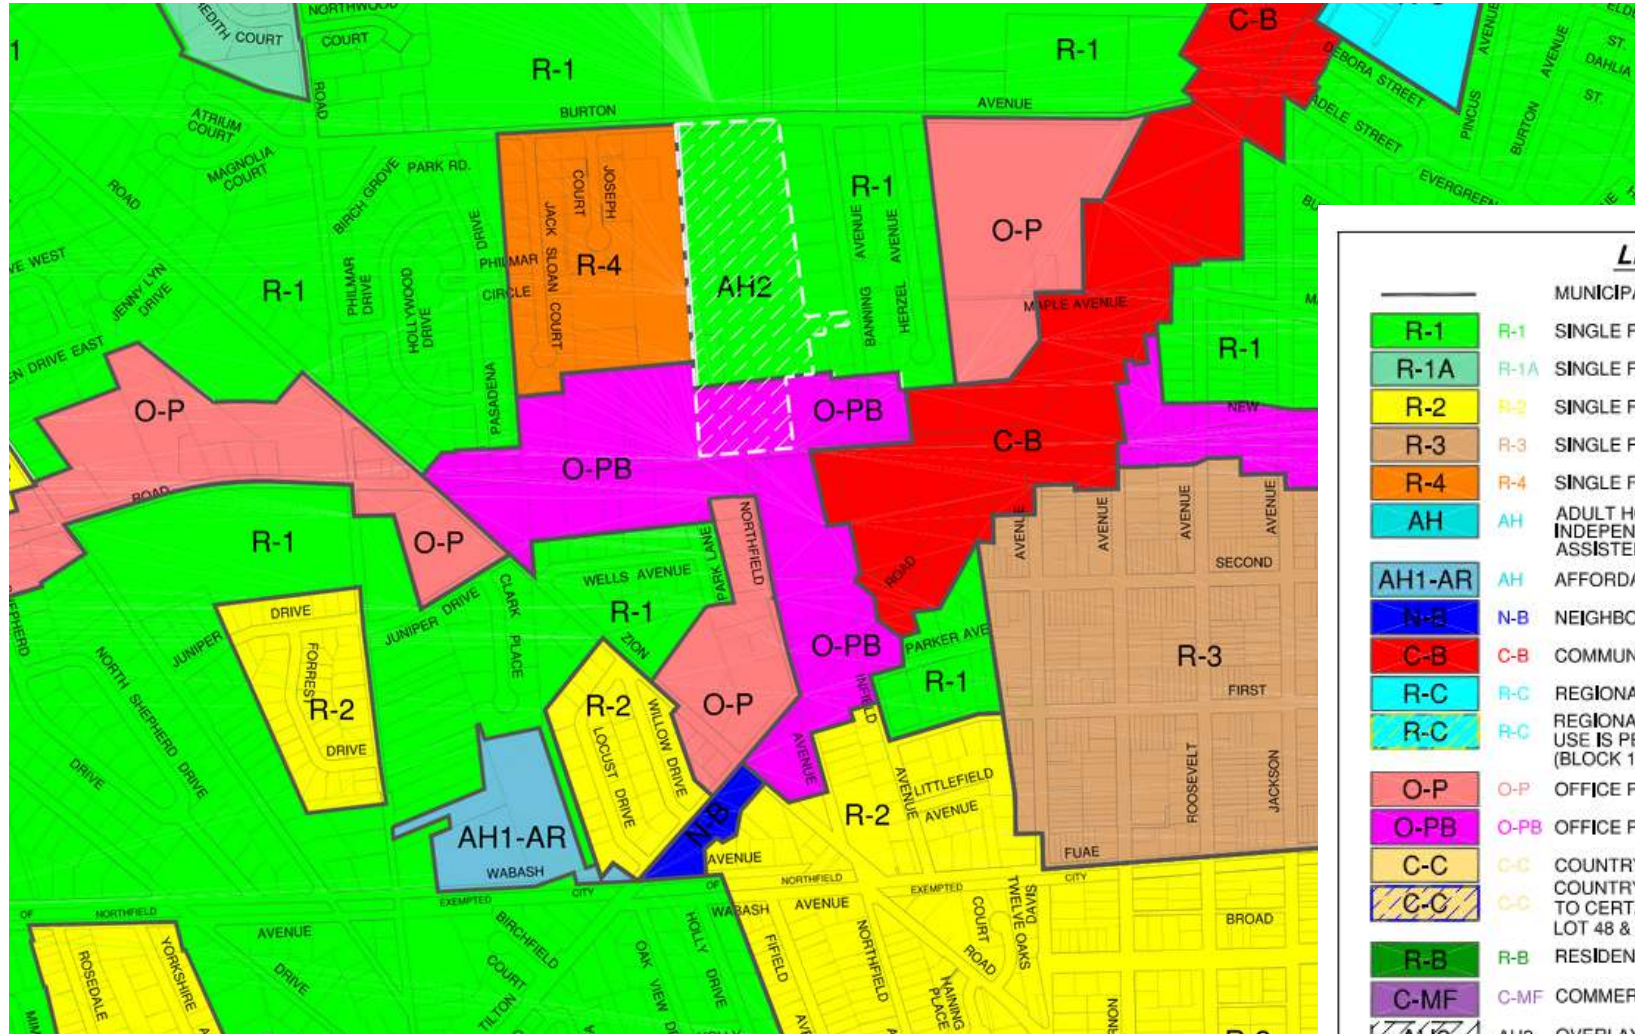 COURT
NORTHWOOD
COURT
ROAD
R-1
BURTON
AVENUE
R-1
C-B
DEBORA STREET
ADELE STREET
EVERGREEN
PINCUS
AVENUE
BURTON
AVENUE
ST.
DAHLIA
ST.
ATRIUM
COURT
MAGNOLIA
COURT
ROAD
BIRCH GROVE
PARK RD.
DRIVE
PHILMAR
CIRCLE
COURT
JOSEPH
JACK SLOAN COURT
R-4
AH2
R-1
BANNING AVENUE
HERZEL AVENUE
O-P
MAPLE AVENUE
R-1
NEW
JENNY LYN
DRIVE
R-1
PHILMAR
DRIVE
HOLLYWOOD
DRIVE
PASADENA
DRIVE EAST
O-P
ROAD
O-PB
O-PB
C-B
R-1
O-P
NORTHFIELD
PARK LANE
WELLS AVENUE
R-1
ZION
ROAD
PARKER AVE
R-1
O-PB
AVENUE
AVENUE
AVENUE
AVENUE
SECOND
R-3
FIRST
ROOSEVELT
JACKSON
FUAE
JUNIPER
DRIVE
FORREST
R-2
DRIVE
JUNIPER DRIVE
CLARK
PLACE
NORTH SHEPHERD DRIVE
DRIVE
R-2
LOCUST DRIVE
WILLOW DRIVE
O-P
AVENUE
N-B
AH1-AR
WABASH
R-2
AVENUE
LITTLEFIELD
AVENUE
AVENUE
NORTHFIELD
EXEMPTED
CITY
OF
NORTHFIELD
EXEMPTED
CITY
OF
WABASH
AVENUE
AVENUE
DRIVE
BIRCHFIELD
COURT
TILTON
OAK VIEW
HOLLY DRIVE
FIFIELD
NORTHFIELD
HAINING
PLACE
COURT
ROAD
TWELVE OAKS
DAVIS
BROAD
ROSEDALE
YORKSHIRE
R-1 R-1 SINGLE F
R-1A R-1A SINGLE F
R-2 R-2 SINGLE F
R-3 R-3 SINGLE F
R-4 R-4 SINGLE F
AH AH ADULT H
INDEPEN
ASSISTE
AH1-AR AH AFFORDA
N-B N-B NEIGHBO
C-B C-B COMMUN
R-C R-C REGIONA
R-C R-C REGIONA
USE IS PE
(BLOCK 1
O-P O-P OFFICE P
O-PB O-PB OFFICE P
C-C C-C COUNTRY
C-C C-C COUNTRY
TO CERT
LOT 48 &
R-B R-B RESIDEN
C-MF C-MF COMMER